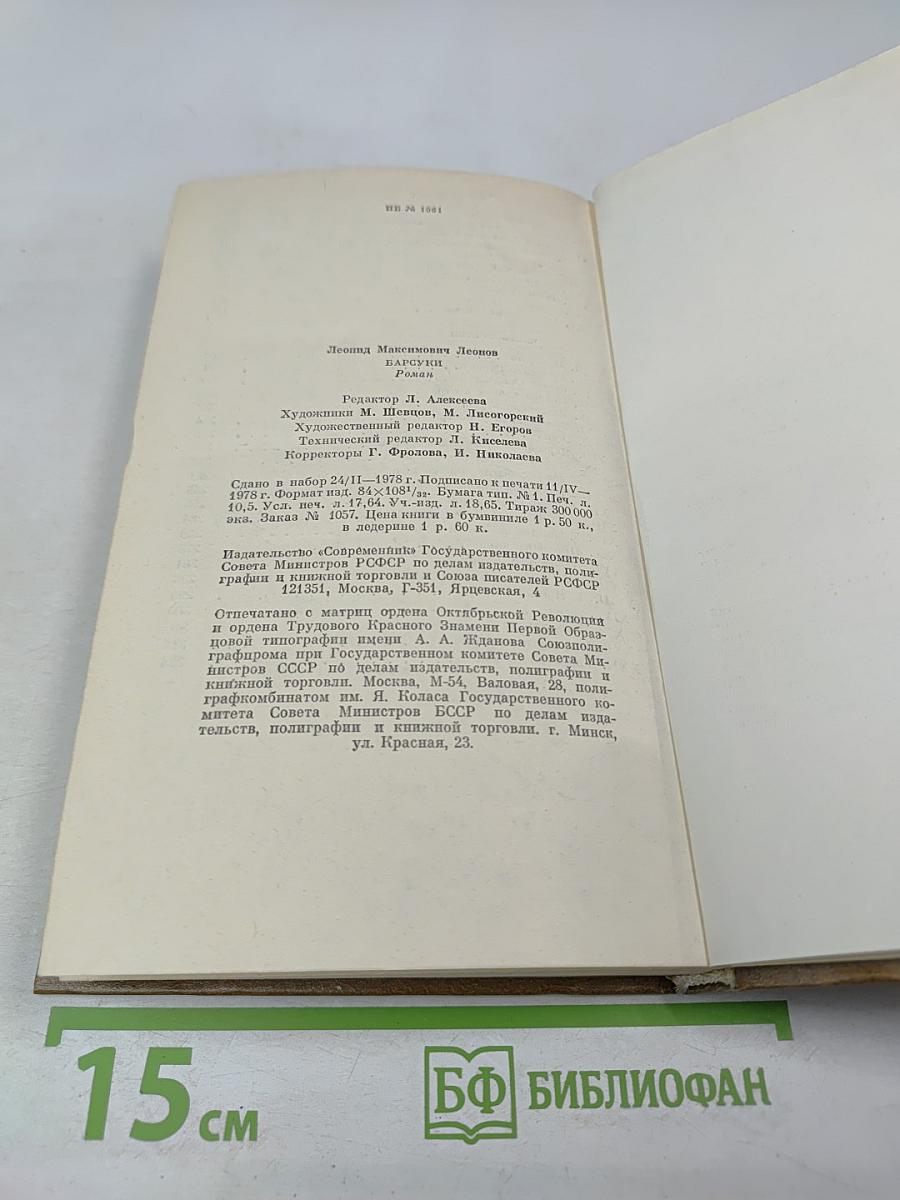 ИБ № 1061
Леонид Максимович Леонов
БАРСУКИ
Роман
Редактор Л. Алексеева
Художники М. Шевцов, М. Лисогорский
Художественный редактор Н. Егоров
Технический редактор Л. Киселева
Корректоры Г. Фролова, И. Николаева
Сдано в набор 24/II—1978 г. Подписано к печати 11/IV—
1978 г. Формат изд. 84×108¹/₃₂. Бумага тип. № 1. Печ. л.
10,5. Усл. печ. л. 17,64. Уч.-изд. л. 18,65. Тираж 300 000
экз. Заказ № 1057. Цена книги в бумвиниле 1 р. 50 к.,
в ледерине 1 р. 60 к.
Издательство «Современник» Государственного комитета
Совета Министров РСФСР по делам издательств, поли-
графии и книжной торговли и Союза писателей РСФСР
121351, Москва, Г-351, Ярцевская, 4
Отпечатано с матриц ордена Октябрьской Революции
и ордена Трудового Красного Знамени Первой Образ-
цовой типографии имени А. А. Жданова Союзполи-
графпрома при Государственном комитете Совета Ми-
нистров СССР по делам издательств, полиграфии и
книжной торговли. Москва, М-54, Валовая, 28, поли-
графкомбинатом им. Я. Коласа Государственного ко-
митета Совета Министров БССР по делам изда-
тельств, полиграфии и книжной торговли. г. Минск,
ул. Красная, 23.
15 см
БФ БИБЛИОФАН